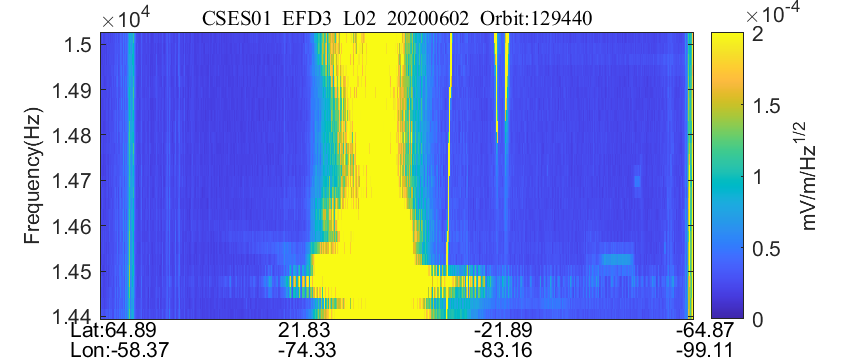 ×10⁴ CSES01 EFD3 L02 20200602 Orbit:129440 ×10⁻⁴
1.5
1.49
1.48
1.47
1.46
1.45
1.44
Frequency(Hz)
2
1.5
1
0.5
0
mV/m/Hz^1/2
Lat:64.89 21.83 -21.89 -64.87
Lon:-58.37 -74.33 -83.16 -99.11